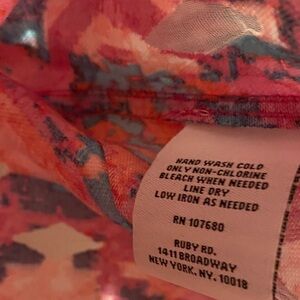 HAND WASH COLD
ONLY NON-CHLORINE
BLEACH WHEN NEEDED
LINE DRY
LOW IRON AS NEEDED
RN 107680
RUBY RD.
1411 BROADWAY
NEW YORK, NY. 10018